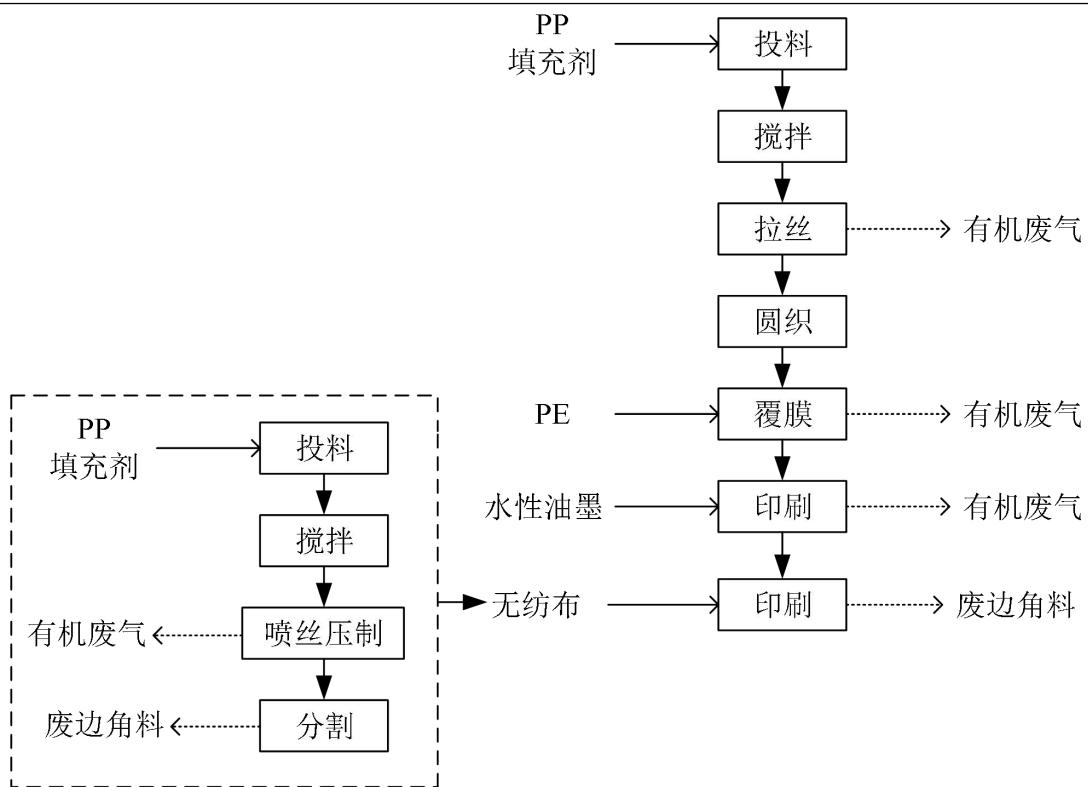 PP
填充剂
投料
搅拌
拉丝
有机废气
圆织
PE
覆膜
有机废气
水性油墨
印刷
有机废气
无纺布
印刷
废边角料
PP
填充剂
投料
搅拌
喷丝压制
有机废气
分割
废边角料